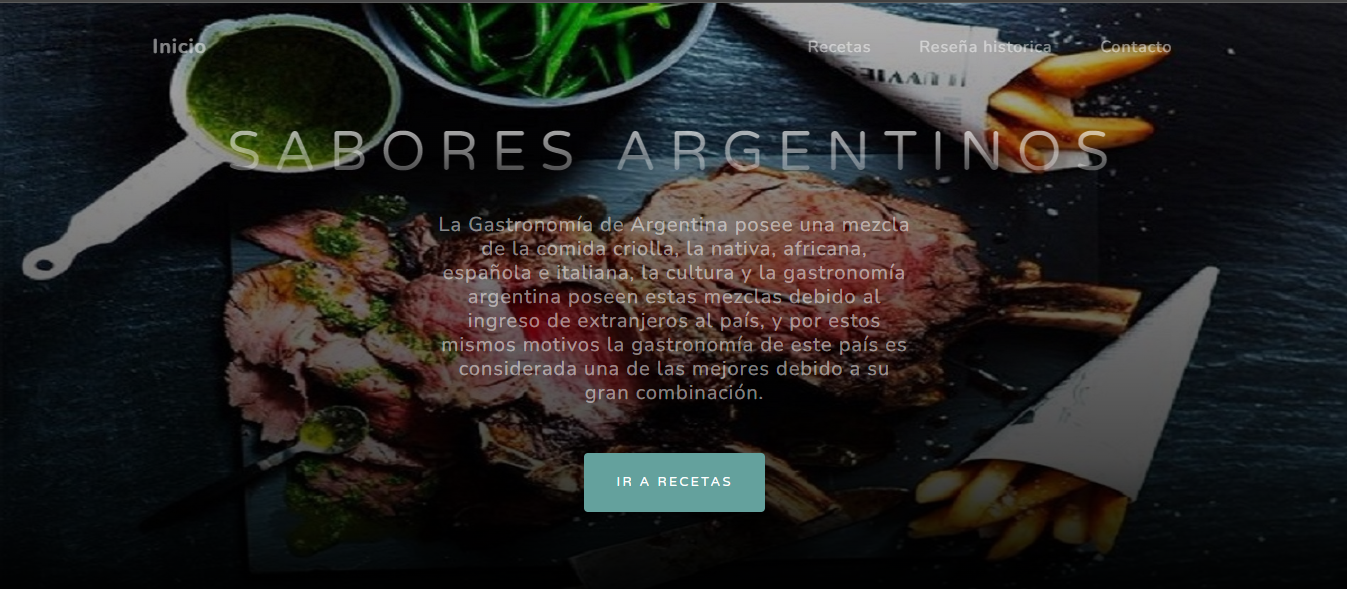 Inicio
Recetas Reseña historica Contacto
SABORES ARGENTINOS
La Gastronomía de Argentina posee una mezcla
de la comida criolla, la nativa, africana,
española e italiana, la cultura y la gastronomía
argentina poseen estas mezclas debido al
ingreso de extranjeros al país, y por estos
mismos motivos la gastronomía de este país es
considerada una de las mejores debido a su
gran combinación.
IR A RECETAS